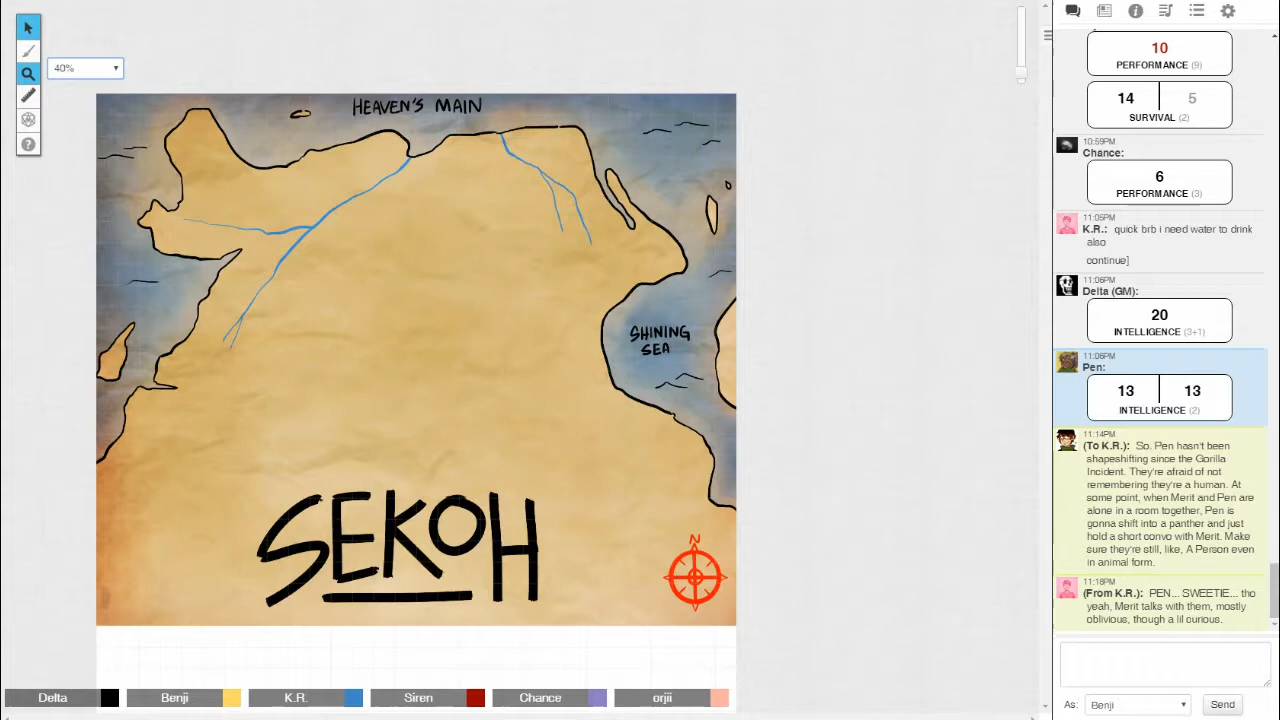 40%
HEAVEN'S MAIN
SHINING
SEA
SEKOH
N
Delta
Benji
K.R.
Siren
Chance
orjii
10
PERFORMANCE (9)
14
5
SURVIVAL (2)
10:59PM
Chance:
6
PERFORMANCE (3)
11:05PM
K.R.: quick brb i need water to drink
also
continue]
11:06PM
Delta (GM):
20
INTELLIGENCE (3+1)
11:06PM
Pen:
13
13
INTELLIGENCE (2)
11:14PM
(To K.R.): So. Pen hasn't been
shapeshifting since the Gorilla
Incident. They're afraid of not
remembering they're a human. At
some point, when Merit and Pen are
alone in a room together, Pen is
gonna shift into a panther and just
hold a short convo with Merit. Make
sure they're still, like, A Person even
in animal form.
11:18PM
(From K.R.): PEN... SWEETIE... tho
yeah, Merit talks with them, mostly
oblivious, though a lil curious.
As:
Benji
Send